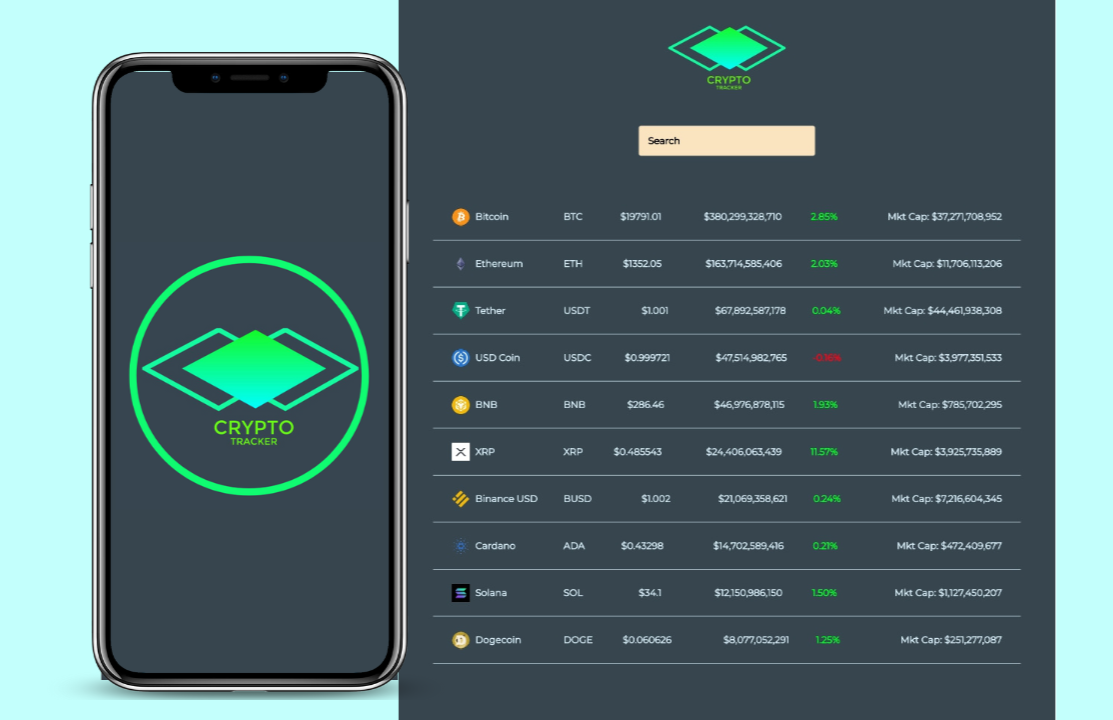 CRYPTO
TRACKER
CRYPTO
TRACKER
Search
Bitcoin BTC $19791.01 $380,299,328,710 2.85% Mkt Cap: $37,271,708,952
Ethereum ETH $1352.05 $163,714,585,406 2.03% Mkt Cap: $11,706,113,206
Tether USDT $1.001 $67,892,587,178 0.04% Mkt Cap: $44,461,938,308
USD Coin USDC $0.999721 $47,514,982,765 -0.16% Mkt Cap: $3,977,351,533
BNB BNB $286.46 $46,976,878,115 1.93% Mkt Cap: $785,702,295
XRP XRP $0.485543 $24,406,063,439 11.57% Mkt Cap: $3,925,735,889
Binance USD BUSD $1.002 $21,069,358,621 0.24% Mkt Cap: $7,216,604,345
Cardano ADA $0.43298 $14,702,589,416 0.21% Mkt Cap: $472,409,677
Solana SOL $34.1 $12,150,986,150 1.50% Mkt Cap: $1,127,450,207
Dogecoin DOGE $0.060626 $8,077,052,291 1.25% Mkt Cap: $251,277,087